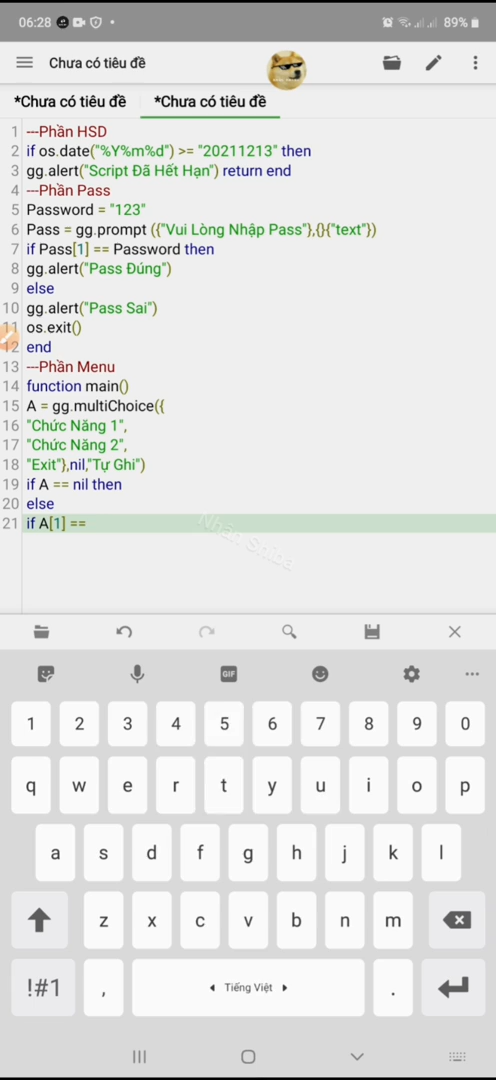 06:28 89%
Chưa có tiêu đề
*Chưa có tiêu đề *Chưa có tiêu đề
1 ---Phần HSD
2 if os.date("%Y%m%d") >= "20211213" then
3 gg.alert("Script Đã Hết Hạn") return end
4 ---Phần Pass
5 Password = "123"
6 Pass = gg.prompt ({"Vui Lòng Nhập Pass"},{}{"text"})
7 if Pass[1] == Password then
8 gg.alert("Pass Đúng")
9 else
10 gg.alert("Pass Sai")
11 os.exit()
12 end
13 ---Phần Menu
14 function main()
15 A = gg.multiChoice({
16 "Chức Năng 1",
17 "Chức Năng 2",
18 "Exit"},nil,"Tự Ghi")
19 if A == nil then
20 else
21 if A[1] ==
Nhân Shiba
GIF
1 2 3 4 5 6 7 8 9 0
q w e r t y u i o p
a s d f g h j k l
z x c v b n m
!#1 , Tiếng Việt .